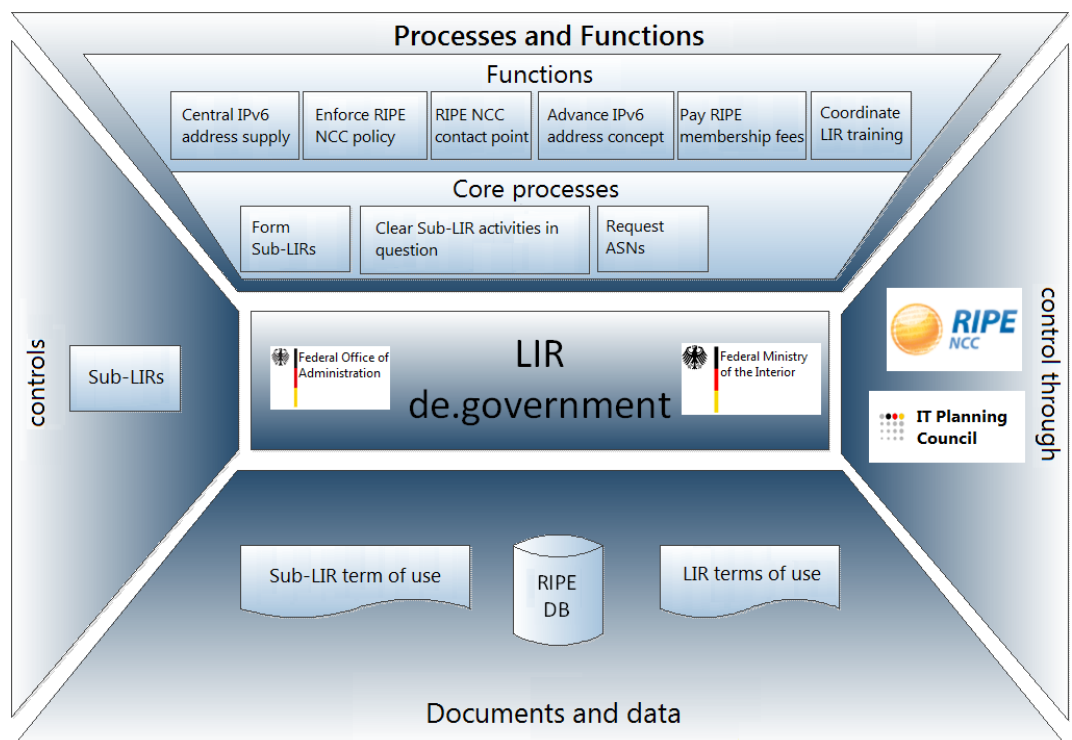 Processes and Functions
Functions
Central IPv6
address supply
Enforce RIPE
NCC policy
RIPE NCC
contact point
Advance IPv6
address concept
Pay RIPE
membership fees
Coordinate
LIR training
Core processes
Form
Sub-LIRs
Clear Sub-LIR activities in
question
Request
ASNs
controls
Sub-LIRs
Federal Office of
Administration
LIR
de.government
Federal Ministry
of the Interior
RIPE
NCC
IT Planning
Council
control through
Sub-LIR term of use
RIPE
DB
LIR terms of use
Documents and data